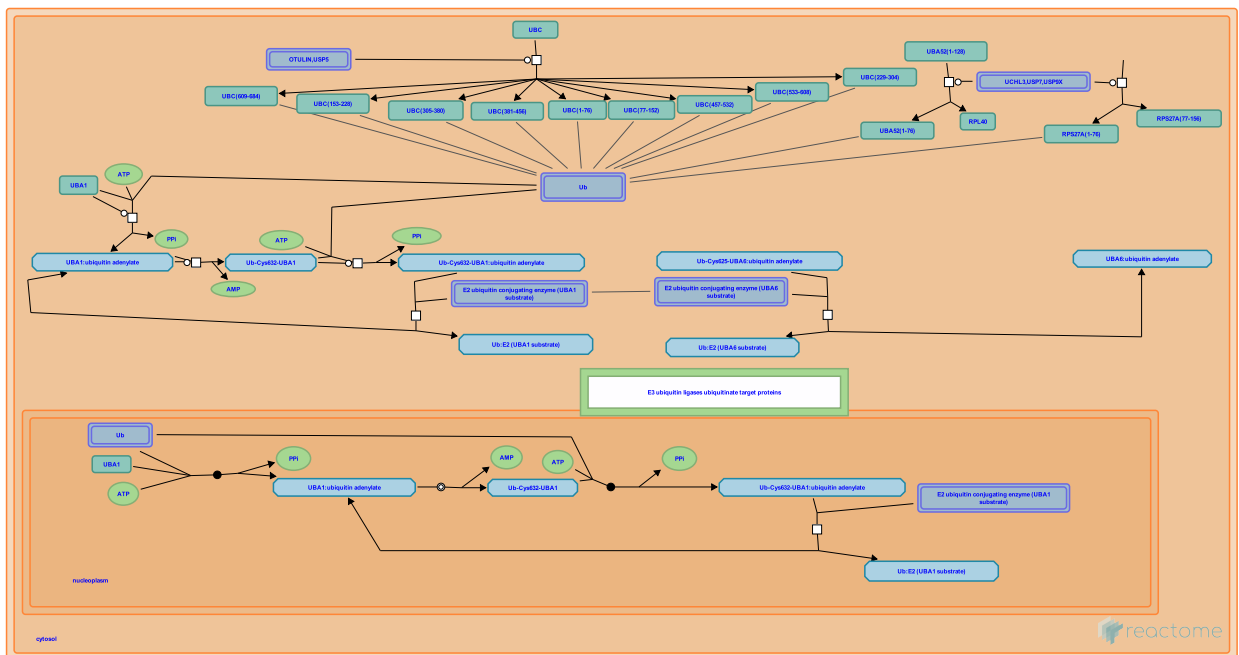 UBC
OTULIN,USP5
UBA52(1-128)
UBC(229-304)
UCHL3,USP7,USP9X
UBC(609-684)
UBC(153-228)
UBC(305-380)
UBC(381-456)
UBC(1-76)
UBC(77-152)
UBC(457-532)
UBC(533-608)
UBA52(1-76)
RPL40
RPS27A(1-76)
RPS27A(77-156)
ATP
UBA1
Ub
PPi
ATP
PPi
UBA1:ubiquitin adenylate
Ub-Cys632-UBA1
Ub-Cys632-UBA1:ubiquitin adenylate
Ub-Cys625-UBA6:ubiquitin adenylate
UBA6:ubiquitin adenylate
AMP
E2 ubiquitin conjugating enzyme (UBA1
substrate)
E2 ubiquitin conjugating enzyme (UBA6
substrate)
Ub:E2 (UBA1 substrate)
Ub:E2 (UBA6 substrate)
E3 ubiquitin ligases ubiquitinate target proteins
Ub
UBA1
ATP
PPi
AMP
ATP
PPi
UBA1:ubiquitin adenylate
Ub-Cys632-UBA1
Ub-Cys632-UBA1:ubiquitin adenylate
E2 ubiquitin conjugating enzyme (UBA1
substrate)
Ub:E2 (UBA1 substrate)
nucleoplasm
cytosol
reactome